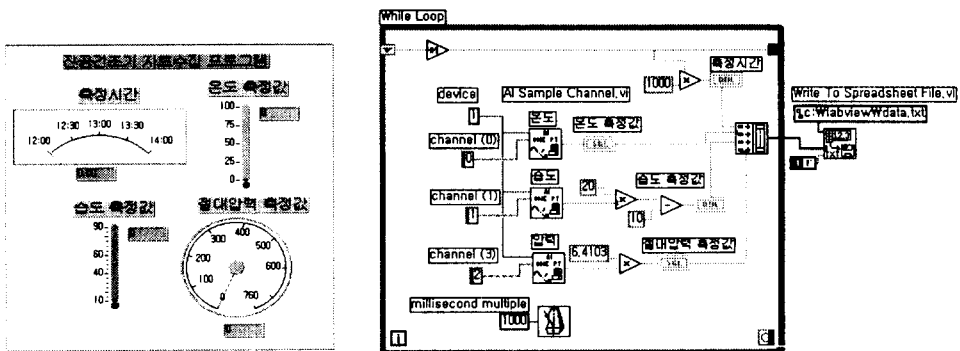 진공건조기 자료수집 프로그램
측정시간
12:00 12:30 13:00 13:30 14:00
온도 측정값
100-
75-
50-
25-
0-
습도 측정값
90-
60-
40-
10-
절대압력 측정값
0 100 200 300 400 500 600 760
While Loop
1000
측정시간
device
1
AI Sample Channel.vi
온도
온도 측정값
channel (0)
0
습도
20
습도 측정값
channel (1)
1
10
압력
6.4103
절대압력 측정값
channel (3)
2
millisecond multiple
1000
i
Write To Spreadsheet File.vi
c:\labview\data.txt